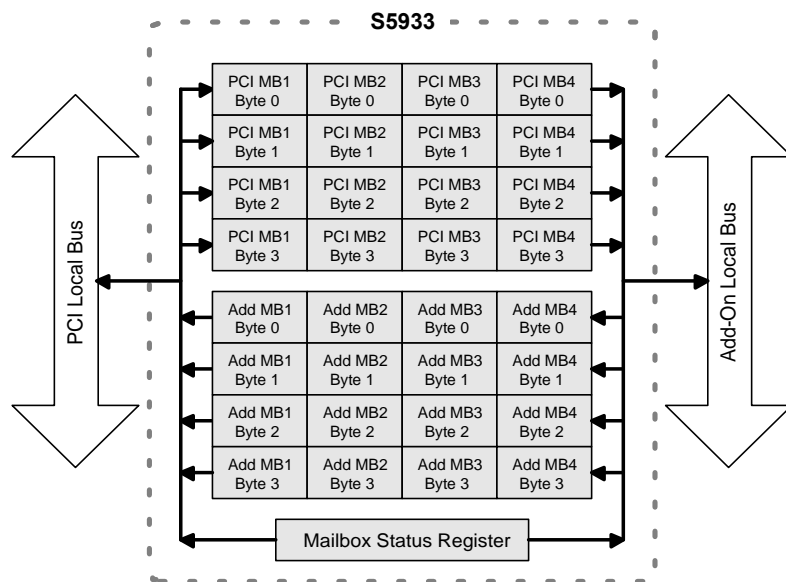 S5933
PCI MB1 PCI MB2 PCI MB3 PCI MB4
Byte 0 Byte 0 Byte 0 Byte 0
PCI MB1 PCI MB2 PCI MB3 PCI MB4
Byte 1 Byte 1 Byte 1 Byte 1
PCI MB1 PCI MB2 PCI MB3 PCI MB4
Byte 2 Byte 2 Byte 2 Byte 2
PCI MB1 PCI MB2 PCI MB3 PCI MB4
Byte 3 Byte 3 Byte 3 Byte 3
PCI Local Bus
Add-On Local Bus
Add MB1 Add MB2 Add MB3 Add MB4
Byte 0 Byte 0 Byte 0 Byte 0
Add MB1 Add MB2 Add MB3 Add MB4
Byte 1 Byte 1 Byte 1 Byte 1
Add MB1 Add MB2 Add MB3 Add MB4
Byte 2 Byte 2 Byte 2 Byte 2
Add MB1 Add MB2 Add MB3 Add MB4
Byte 3 Byte 3 Byte 3 Byte 3
Mailbox Status Register